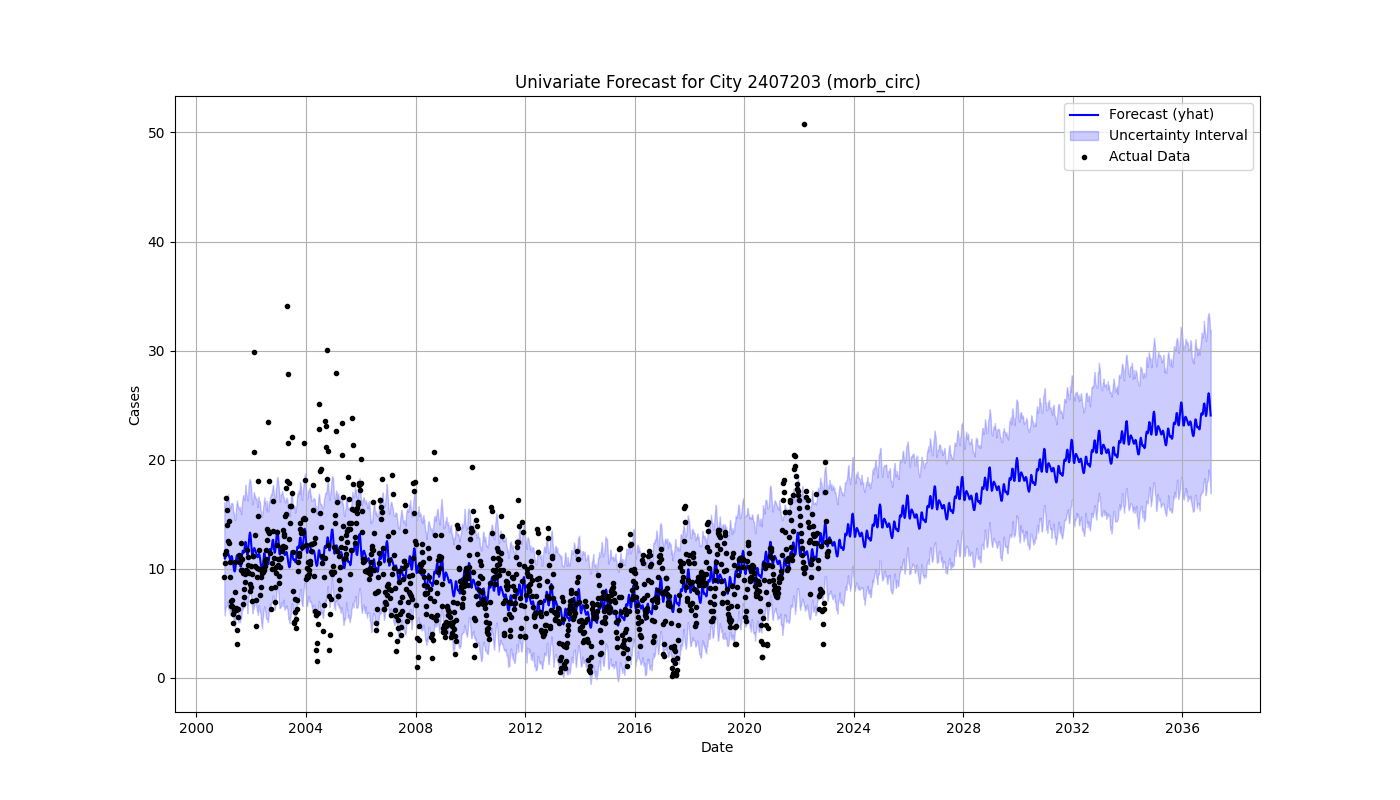 Univariate Forecast for City 2407203 (morb_circ)
Forecast (yhat)
Uncertainty Interval
Actual Data
Cases
50
40
30
20
10
0
2000 2004 2008 2012 2016 2020 2024 2028 2032 2036
Date